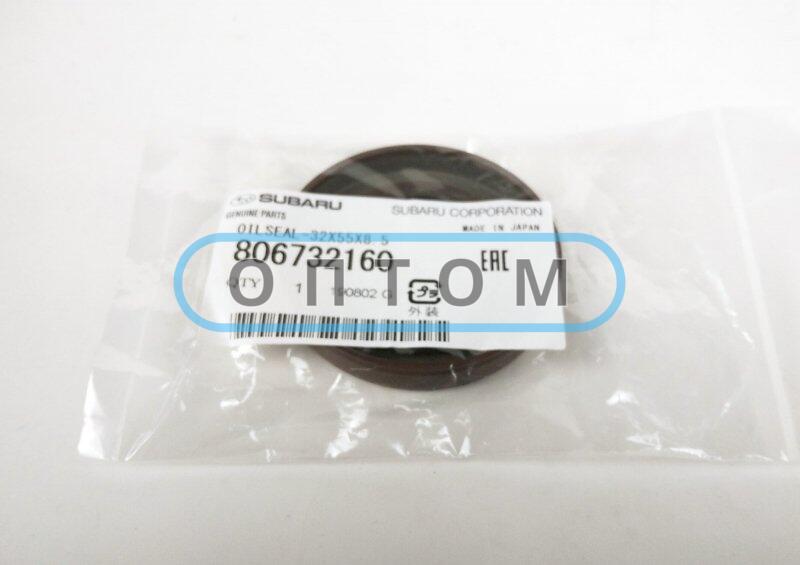 SUBARU SUBARU CORPORATION
GENUINE PARTS MADE IN JAPAN
OILSEAL-32X55X8.5
806732160 EAC
QTY 1 190802 G プラ
外装
ОПТОМ